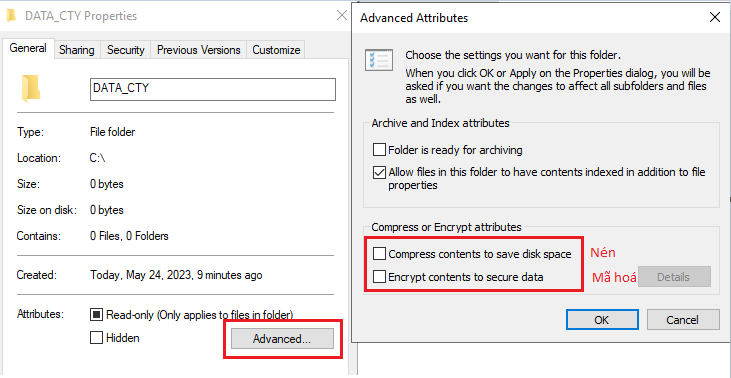 DATA_CTY Properties
General
Sharing
Security
Previous Versions
Customize
DATA_CTY
Type:
File folder
Location:
C:\
Size:
0 bytes
Size on disk:
0 bytes
Contains:
0 Files, 0 Folders
Created:
Today, May 24, 2023, 9 minutes ago
Attributes:
Read-only (Only applies to files in folder)
Hidden
Advanced...
Advanced Attributes
Choose the settings you want for this folder.
When you click OK or Apply on the Properties dialog, you will be
asked if you want the changes to affect all subfolders and files
as well.
Archive and Index attributes
Folder is ready for archiving
Allow files in this folder to have contents indexed in addition to file
properties
Compress or Encrypt attributes
Compress contents to save disk space
Nén
Encrypt contents to secure data
Mã hoá
Details
OK
Cancel